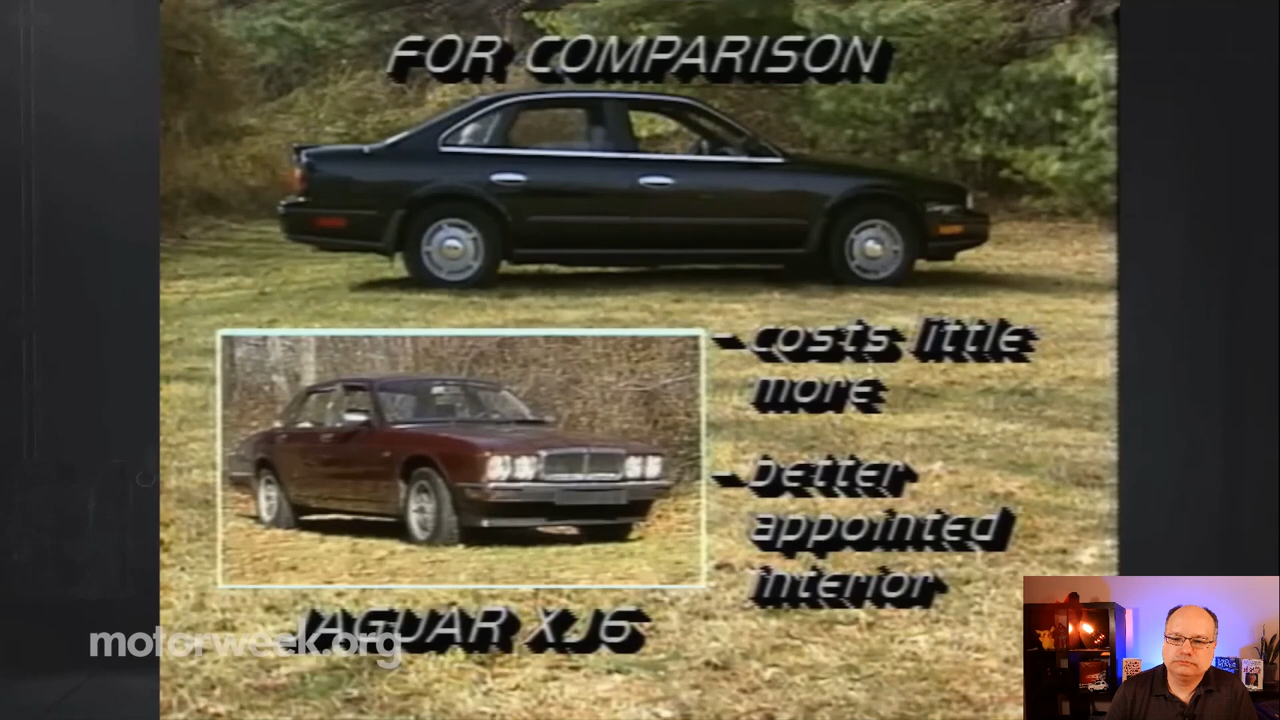 FOR COMPARISON
- costs little
more
- better
appointed
interior
JAGUAR XJ6
motorweek.org